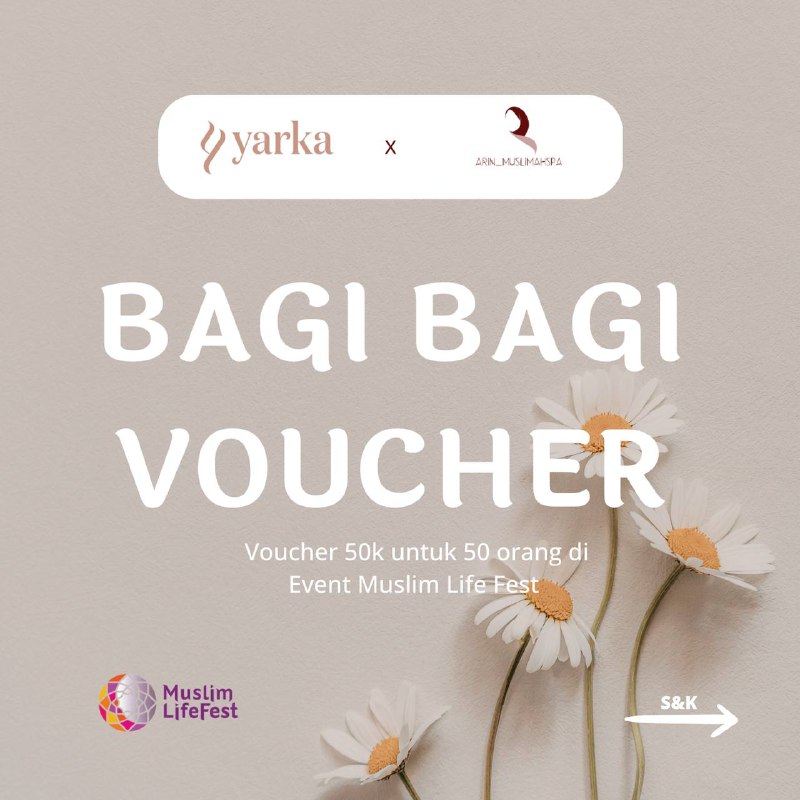 yarka
x
ARIN_MUSLIMAHSPA
BAGI BAGI
VOUCHER
Voucher 50k untuk 50 orang di
Event Muslim Life Fest
Muslim
LifeFest
S&K